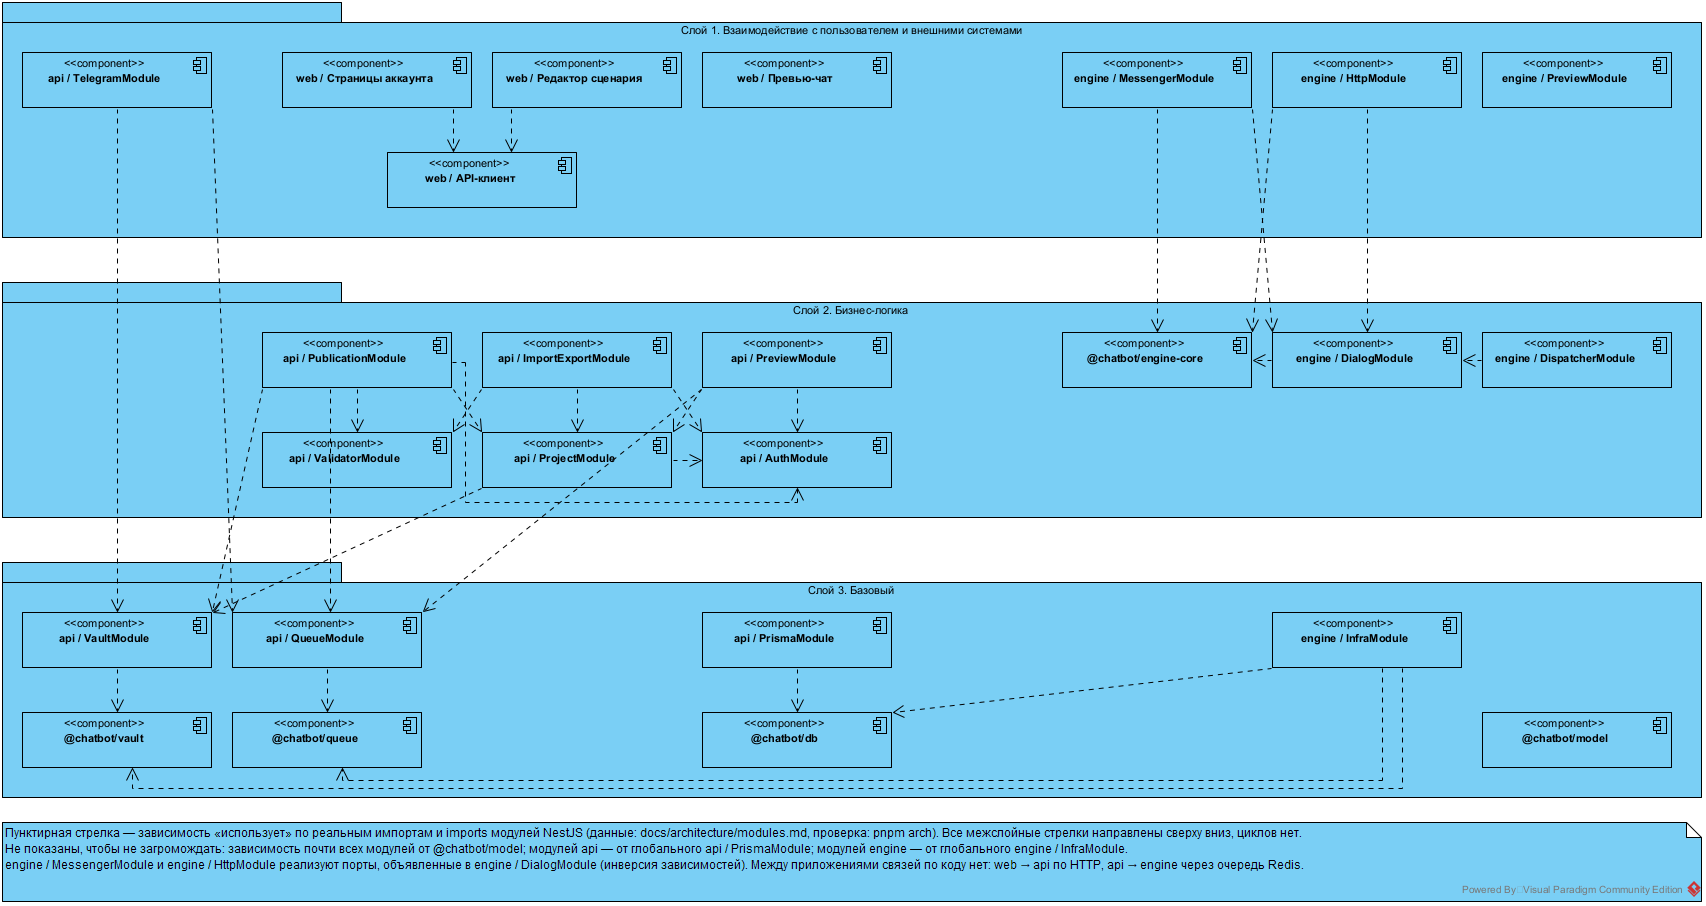 Слой 1. Взаимодействие с пользователем и внешними системами
<<component>>
api / TelegramModule
<<component>>
web / Страницы аккаунта
<<component>>
web / Редактор сценария
<<component>>
web / Превью-чат
<<component>>
engine / MessengerModule
<<component>>
engine / HttpModule
<<component>>
engine / PreviewModule
<<component>>
web / API-клиент
Слой 2. Бизнес-логика
<<component>>
api / PublicationModule
<<component>>
api / ImportExportModule
<<component>>
api / PreviewModule
<<component>>
@chatbot/engine-core
<<component>>
engine / DialogModule
<<component>>
engine / DispatcherModule
<<component>>
api / ValidatorModule
<<component>>
api / ProjectModule
<<component>>
api / AuthModule
Слой 3. Базовый
<<component>>
api / VaultModule
<<component>>
api / QueueModule
<<component>>
api / PrismaModule
<<component>>
engine / InfraModule
<<component>>
@chatbot/vault
<<component>>
@chatbot/queue
<<component>>
@chatbot/db
<<component>>
@chatbot/model
Пунктирная стрелка — зависимость «использует» по реальным импортам и imports модулей NestJS (данные: docs/architecture/modules.md, проверка: pnpm arch). Все межслойные стрелки направлены сверху вниз, циклов нет.
Не показаны, чтобы не загромождать: зависимость почти всех модулей от @chatbot/model; модулей api — от глобального api / PrismaModule; модулей engine — от глобального engine / InfraModule.
engine / MessengerModule и engine / HttpModule реализуют порты, объявленные в engine / DialogModule (инверсия зависимостей). Между приложениями связей по коду нет: web → api по HTTP, api → engine через очередь Redis.
Powered By Visual Paradigm Community Edition